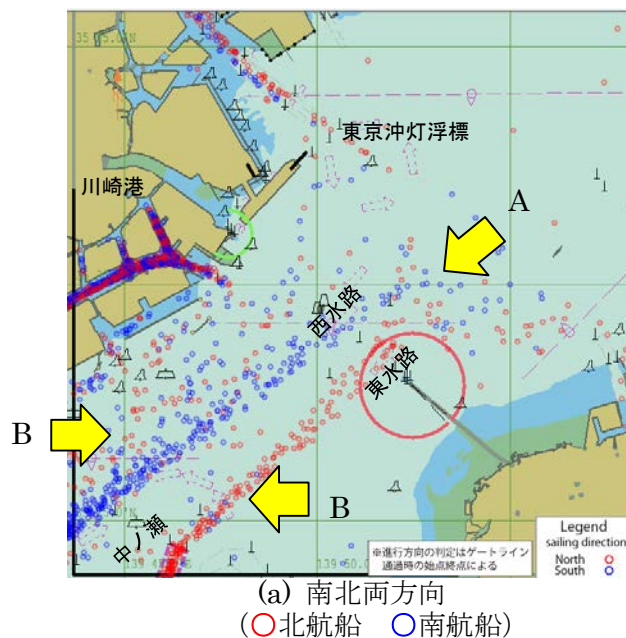 東京沖灯浮標
川崎港
A
西水路
東水路
B
B
中ノ瀬
139 50.0
※進行方向の判定はゲートライン
通過時の始点終点による
Legend
sailing direction
North ○
South ○
(a) 南北両方向
(○北航船　○南航船)